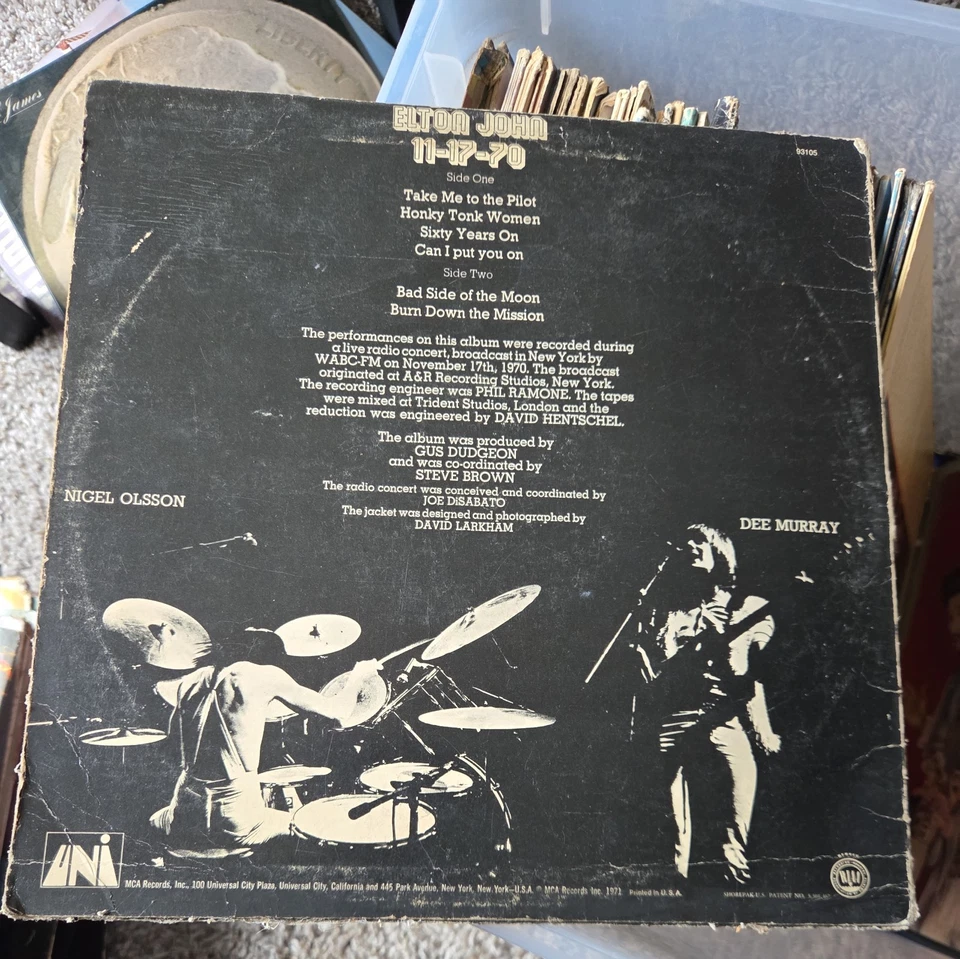 James
LIBERTY
ELTON JOHN
11-17-70
93105
Side One
Take Me to the Pilot
Honky Tonk Women
Sixty Years On
Can I put you on
Side Two
Bad Side of the Moon
Burn Down the Mission
The performances on this album were recorded during
a live radio concert, broadcast in New York by
WABC-FM on November 17th, 1970. The broadcast
originated at A&R Recording Studios, New York.
The recording engineer was PHIL RAMONE. The tapes
were mixed at Trident Studios, London and the
reduction was engineered by DAVID HENTSCHEL.
The album was produced by
GUS DUDGEON
and was co-ordinated by
STEVE BROWN
The radio concert was conceived and coordinated by
JOE DiSABATO
The jacket was designed and photographed by
DAVID LARKHAM
NIGEL OLSSON
DEE MURRAY
UNI
MCA Records, Inc., 100 Universal City Plaza, Universal City, California and 445 Park Avenue, New York, New York—U.S.A. ℗ MCA Records Inc. 1971 Printed in U.S.A.
SHOREPAK-U.S. PATENT NO.